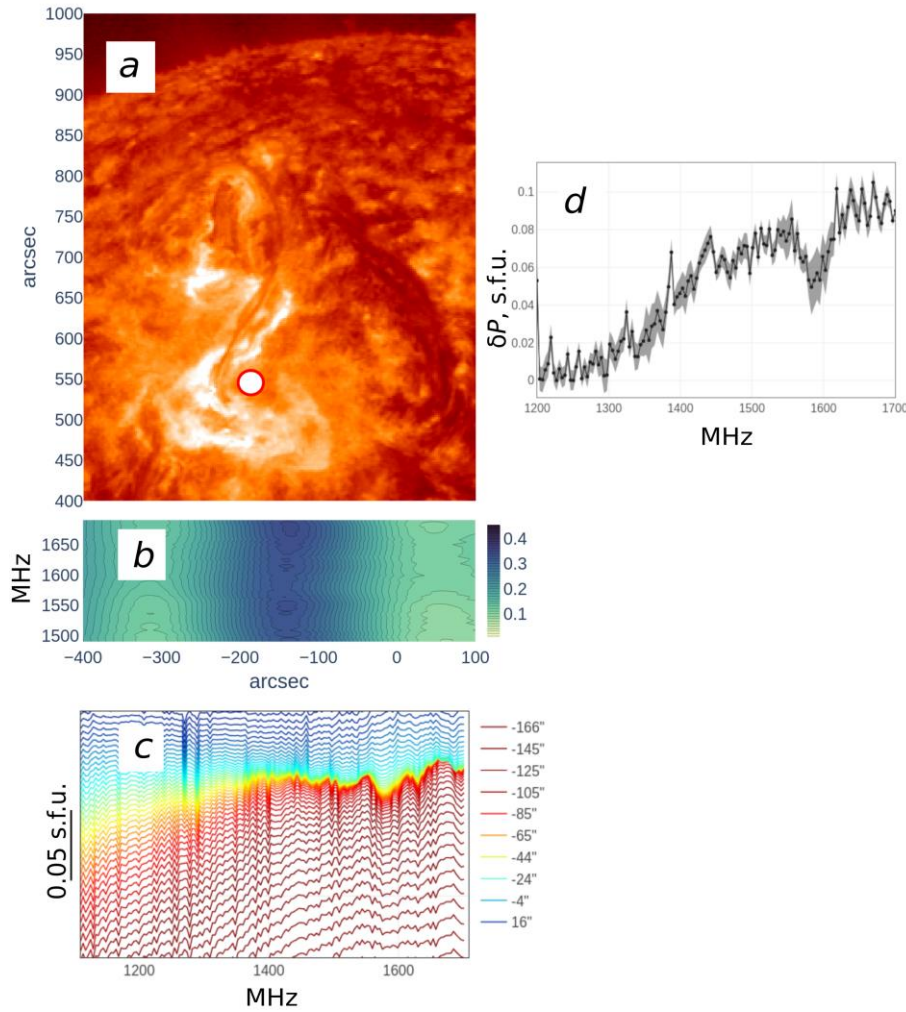 1000
950
900
850
800
750
700
650
600
550
500
450
400
arcsec
a
d
0.1
0.08
0.06
0.04
0.02
0
δP, s.f.u.
1200 1300 1400 1500 1600 1700
MHz
b
MHz
1650
1600
1550
1500
−400 −300 −200 −100 0 100
arcsec
0.4
0.3
0.2
0.1
c
0.05 s.f.u.
1200 1400 1600
MHz
-166"
-145"
-125"
-105"
-85"
-65"
-44"
-24"
-4"
16"